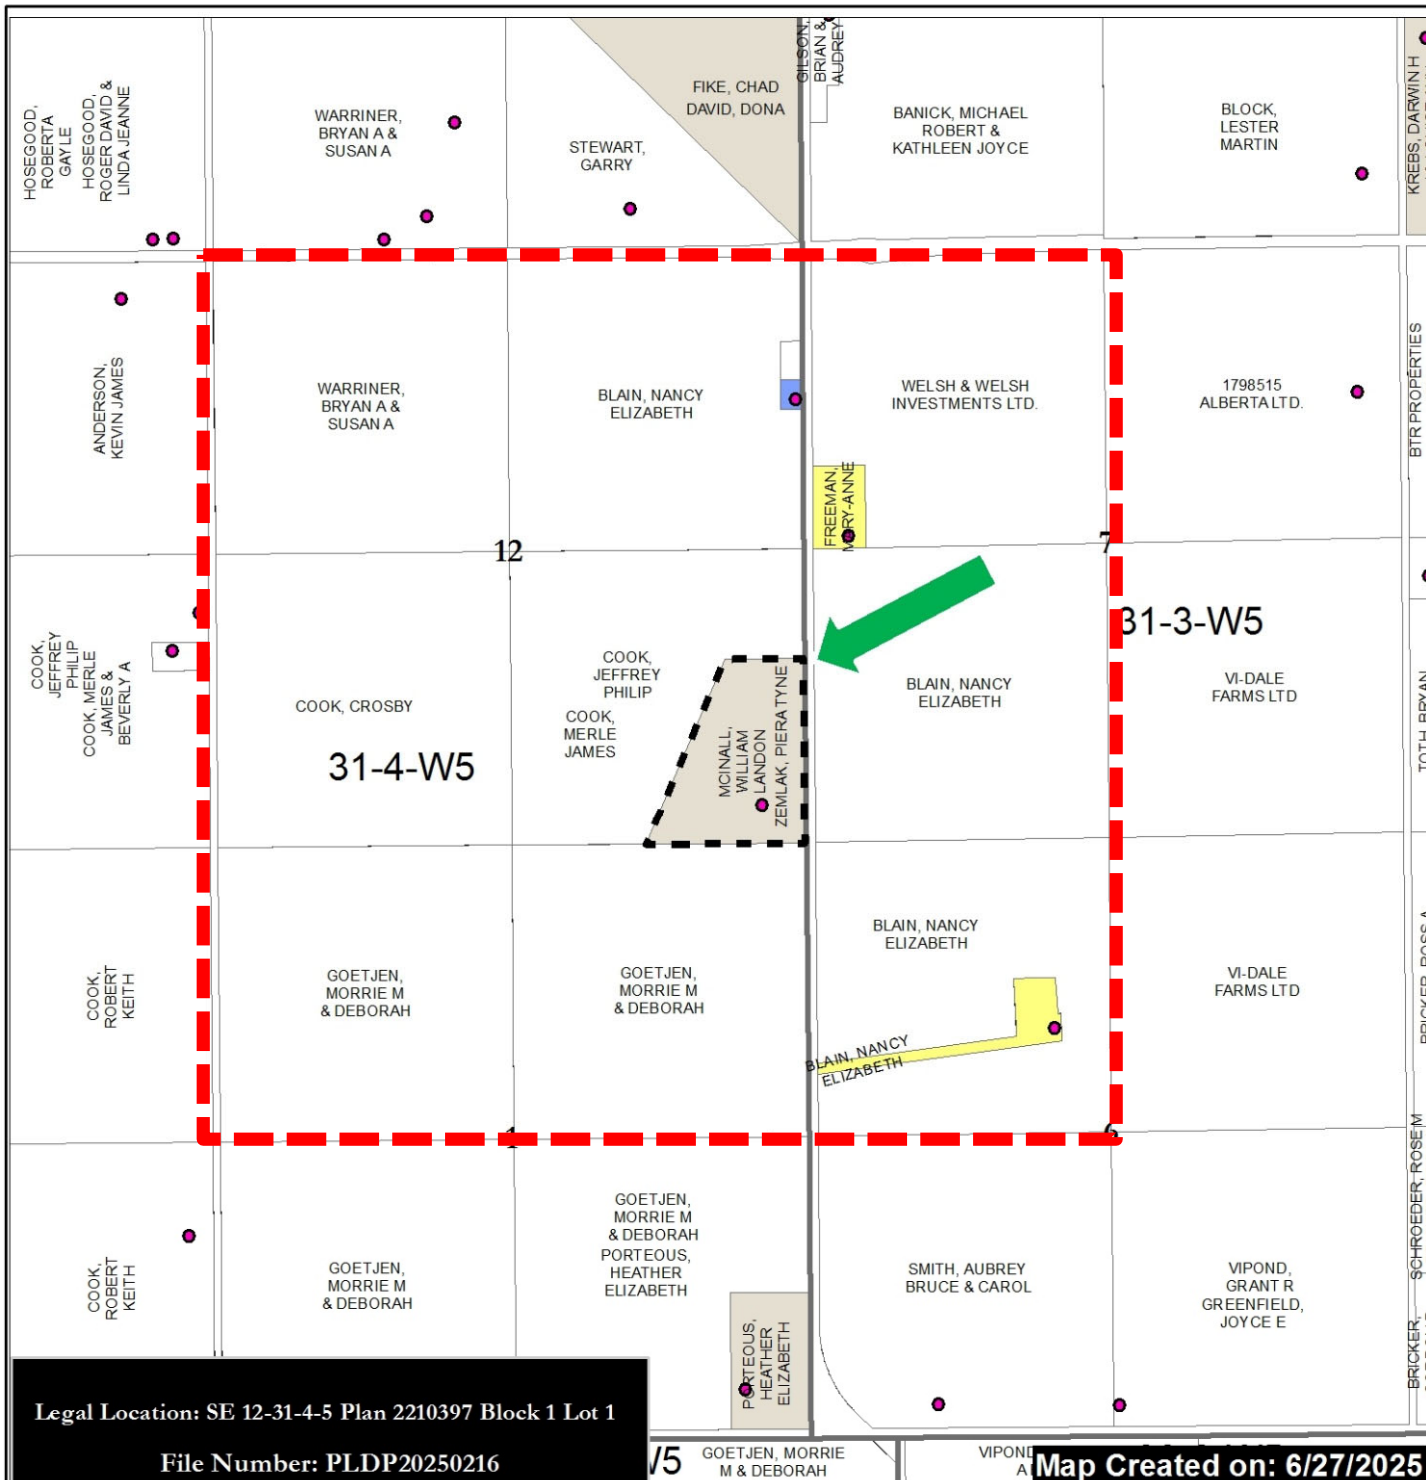 HOSEGOOD,
ROBERTA
GAYLE
HOSEGOOD,
ROGER DAVID &
LINDA JEANNE
WARRINER,
BRYAN A &
SUSAN A
STEWART,
GARRY
FIKE, CHAD
DAVID, DONA
GILSON,
BRIAN &
AUDREY
BANICK, MICHAEL
ROBERT &
KATHLEEN JOYCE
BLOCK,
LESTER
MARTIN
KREBS, DARWIN H
ANDERSON,
KEVIN JAMES
WARRINER,
BRYAN A &
SUSAN A
BLAIN, NANCY
ELIZABETH
WELSH & WELSH
INVESTMENTS LTD.
1798515
ALBERTA LTD.
BTR PROPERTIES
FREEMAN,
MARY-ANNE
12
7
31-3-W5
COOK,
JEFFREY
PHILIP
COOK, MERLE
JAMES &
BEVERLY A
COOK, CROSBY
31-4-W5
COOK,
JEFFREY
PHILIP
COOK,
MERLE
JAMES
MCINALL,
WILLIAM
LANDON
ZEMLAK, PIERA TYNE
BLAIN, NANCY
ELIZABETH
VI-DALE
FARMS LTD
TOTH, BRYAN
COOK,
ROBERT
KEITH
GOETJEN,
MORRIE M
& DEBORAH
GOETJEN,
MORRIE M
& DEBORAH
BLAIN, NANCY
ELIZABETH
BLAIN, NANCY
ELIZABETH
VI-DALE
FARMS LTD
BRICKER, ROSS A
1
6
COOK,
ROBERT
KEITH
GOETJEN,
MORRIE M
& DEBORAH
GOETJEN,
MORRIE M
& DEBORAH
PORTEOUS,
HEATHER
ELIZABETH
PORTEOUS,
HEATHER
ELIZABETH
SMITH, AUBREY
BRUCE & CAROL
VIPOND,
GRANT R
GREENFIELD,
JOYCE E
SCHROEDER, ROSE M
BRICKER,
Legal Location: SE 12-31-4-5 Plan 2210397 Block 1 Lot 1
File Number: PLDP20250216
W5
GOETJEN, MORRIE
M & DEBORAH
VIPOND
Map Created on: 6/27/2025